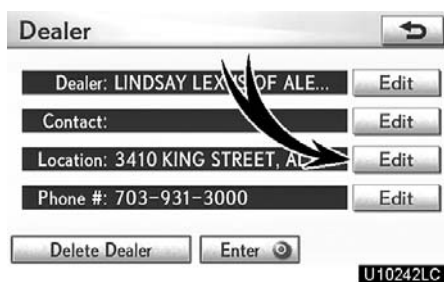 Dealer
Dealer: LINDSAY LEXUS OF ALE... Edit
Contact: Edit
Location: 3410 KING STREET, Edit
Phone #: 703-931-3000 Edit
Delete Dealer Enter
U10242LC